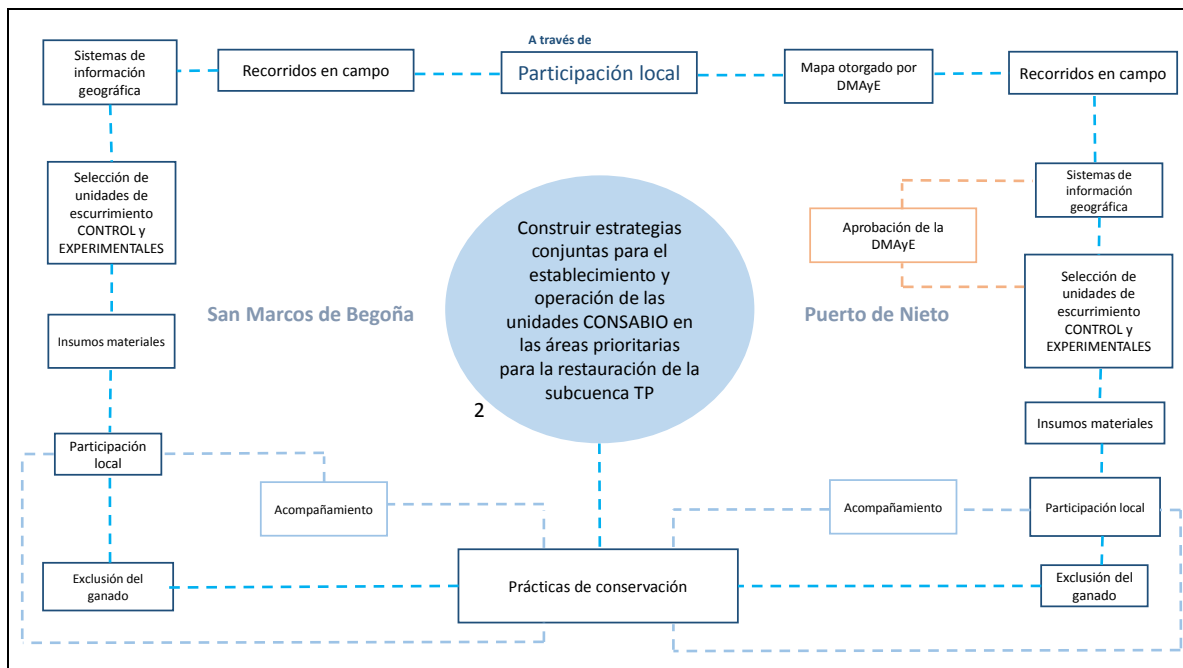 A través de
Sistemas de
información
geográfica
Recorridos en campo
Participación local
Mapa otorgado por
DMAyE
Recorridos en campo
Selección de
unidades de
escurrimiento
CONTROL y
EXPERIMENTALES
Sistemas de
información
geográfica
Aprobación de la
DMAyE
Construir estrategias
conjuntas para el
establecimiento y
operación de las
unidades CONSABIO en
las áreas prioritarias
para la restauración de la
subcuenca TP
2
San Marcos de Begoña
Puerto de Nieto
Selección de
unidades de
escurrimiento
CONTROL y
EXPERIMENTALES
Insumos materiales
Insumos materiales
Participación
local
Acompañamiento
Acompañamiento
Participación local
Exclusión del
ganado
Prácticas de conservación
Exclusión del
ganado